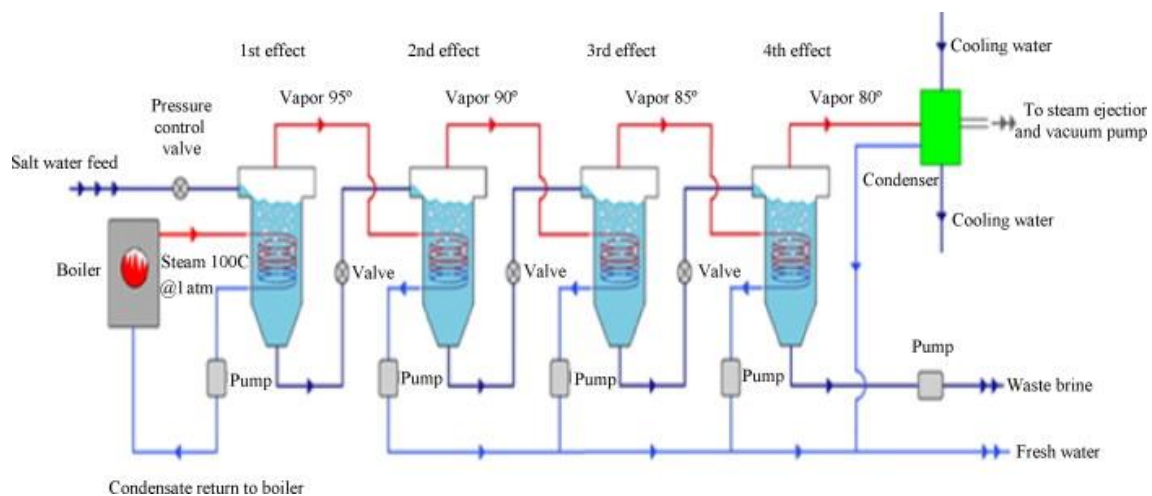 1st effect
2nd effect
3rd effect
4th effect
Cooling water
Vapor 95º
Vapor 90º
Vapor 85º
Vapor 80º
Pressure
control
valve
To steam ejectior
and vacuum pump
Salt water feed
Condenser
Cooling water
Boiler
Steam 100C
@1 atm
Valve
Valve
Valve
Pump
Pump
Pump
Pump
Pump
Waste brine
Fresh water
Condensate return to boiler